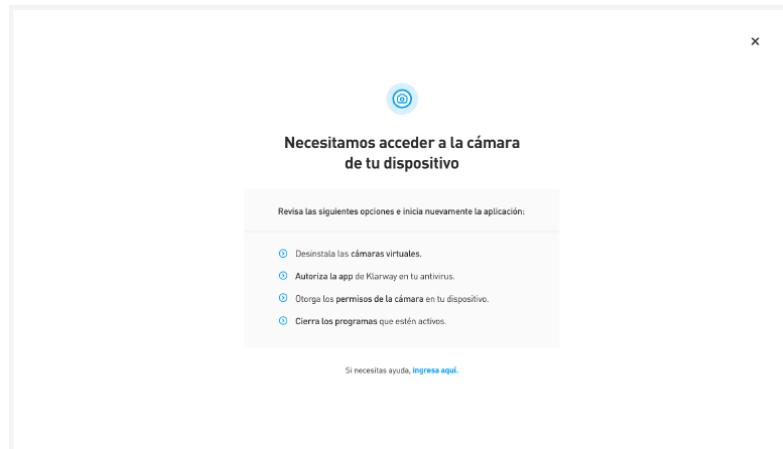 Necesitamos acceder a la cámara
de tu dispositivo
Revisa las siguientes opciones e inicia nuevamente la aplicación:
Desinstala las cámaras virtuales.
Autoriza la app de Klarway en tu antivirus.
Otorga los permisos de la cámara en tu dispositivo.
Cierra los programas que estén activos.
Si necesitas ayuda, ingresa aquí.